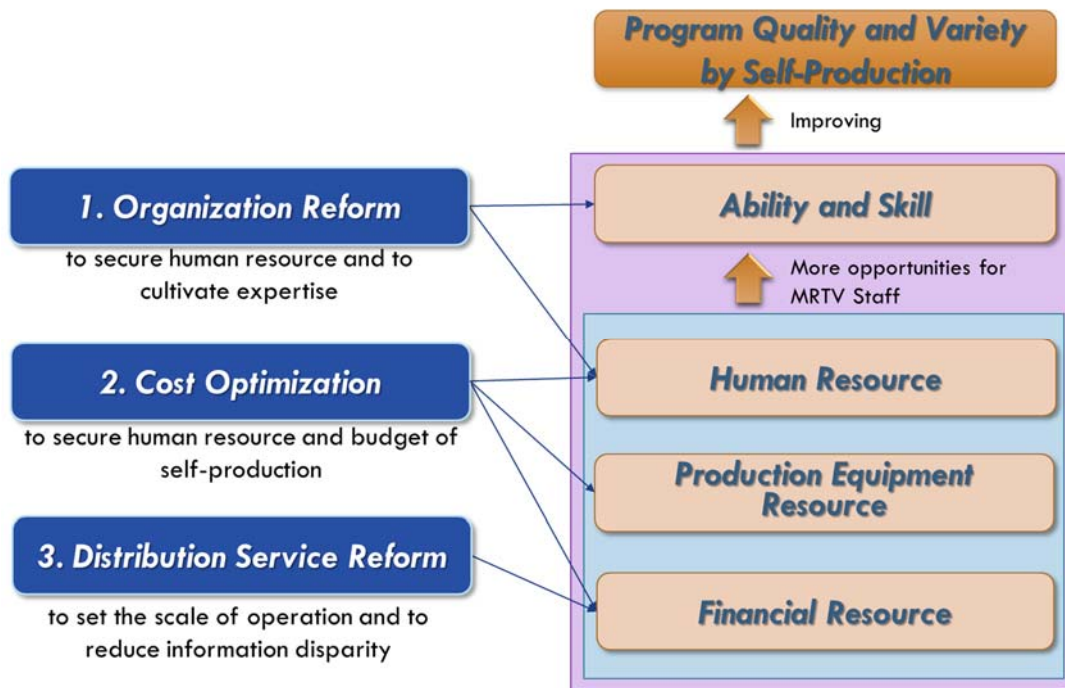 Program Quality and Variety
by Self-Production
Improving
1. Organization Reform
to secure human resource and to
cultivate expertise
Ability and Skill
More opportunities for
MRTV Staff
2. Cost Optimization
to secure human resource and budget of
self-production
Human Resource
Production Equipment
Resource
3. Distribution Service Reform
to set the scale of operation and to
reduce information disparity
Financial Resource